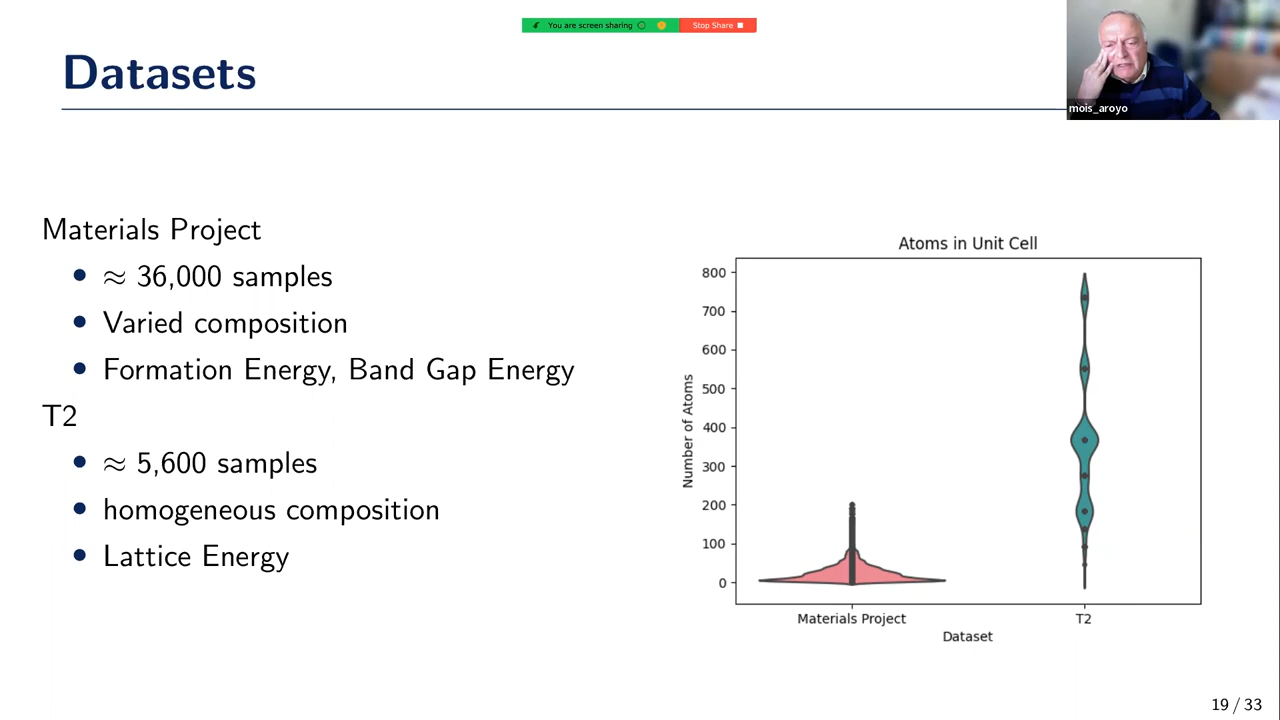 You are screen sharing
Stop Share
Datasets
mois_aroyo
Materials Project
• ≈ 36,000 samples
• Varied composition
• Formation Energy, Band Gap Energy
T2
• ≈ 5,600 samples
• homogeneous composition
• Lattice Energy
Atoms in Unit Cell
800
700
600
500
400
300
200
100
0
Number of Atoms
Materials Project
T2
Dataset
19 / 33